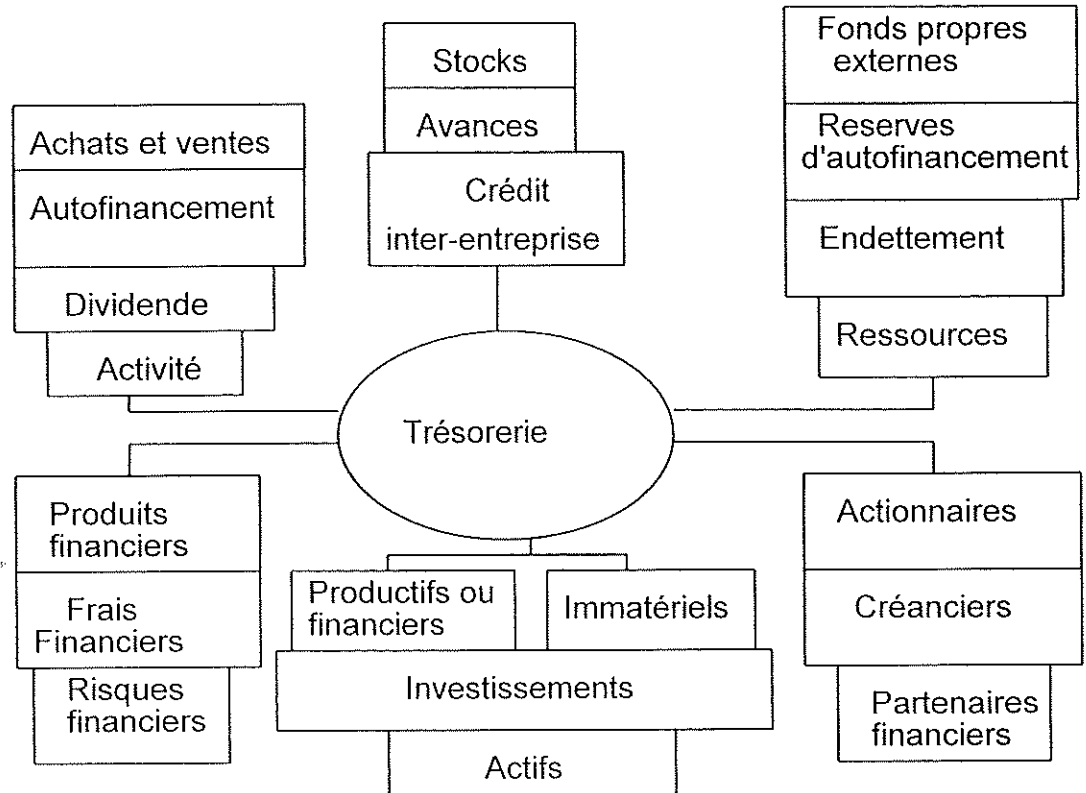 Achats et ventes
Autofinancement
Dividende
Activité
Stocks
Avances
Crédit
inter-entreprise
Fonds propres
externes
Reserves
d'autofinancement
Endettement
Ressources
Trésorerie
Produits
financiers
Frais
Financiers
Risques
financiers
Productifs ou
financiers
Immatériels
Investissements
Actifs
Actionnaires
Créanciers
Partenaires
financiers